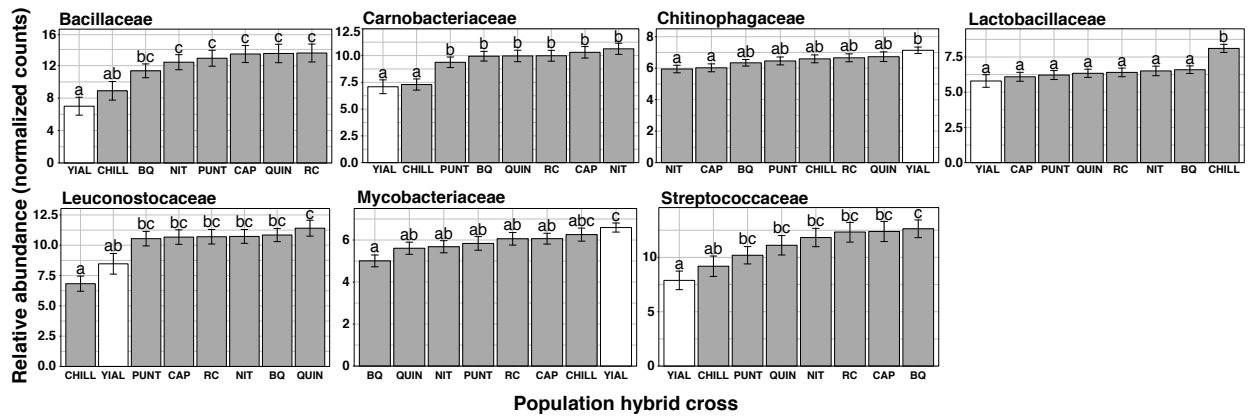 Relative abundance (normalized counts)
Bacillaceae
16
12
8
4
0
a ab bc c c c c c
YIAL CHILL BQ NIT PUNT CAP QUIN RC
Carnobacteriaceae
12.5
10.0
7.5
5.0
2.5
0.0
a a b b b b b b
YIAL CHILL PUNT BQ QUIN RC CAP NIT
Chitinophagaceae
8
6
4
2
0
a a ab ab ab ab ab b
NIT CAP BQ PUNT CHILL RC QUIN YIAL
Lactobacillaceae
7.5
5.0
2.5
0.0
a a a a a a a b
YIAL CAP PUNT QUIN RC NIT BQ CHILL
Leuconostocaceae
12.5
10.0
7.5
5.0
2.5
0.0
a ab bc bc bc bc bc c
CHILL YIAL PUNT CAP RC NIT BQ QUIN
Mycobacteriaceae
6
4
2
0
a ab ab ab ab ab abc c
BQ QUIN NIT PUNT RC CAP CHILL YIAL
Streptococcaceae
10
5
0
a ab bc bc bc bc bc c
YIAL CHILL PUNT QUIN NIT RC CAP BQ
Population hybrid cross